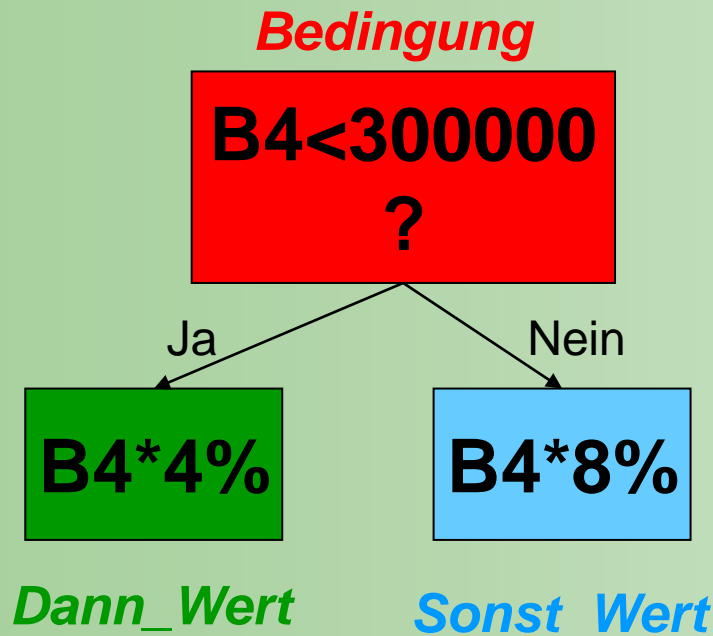 Bedingung
B4<300000
?
Ja
Nein
B4*4%
B4*8%
Dann_Wert
Sonst_Wert